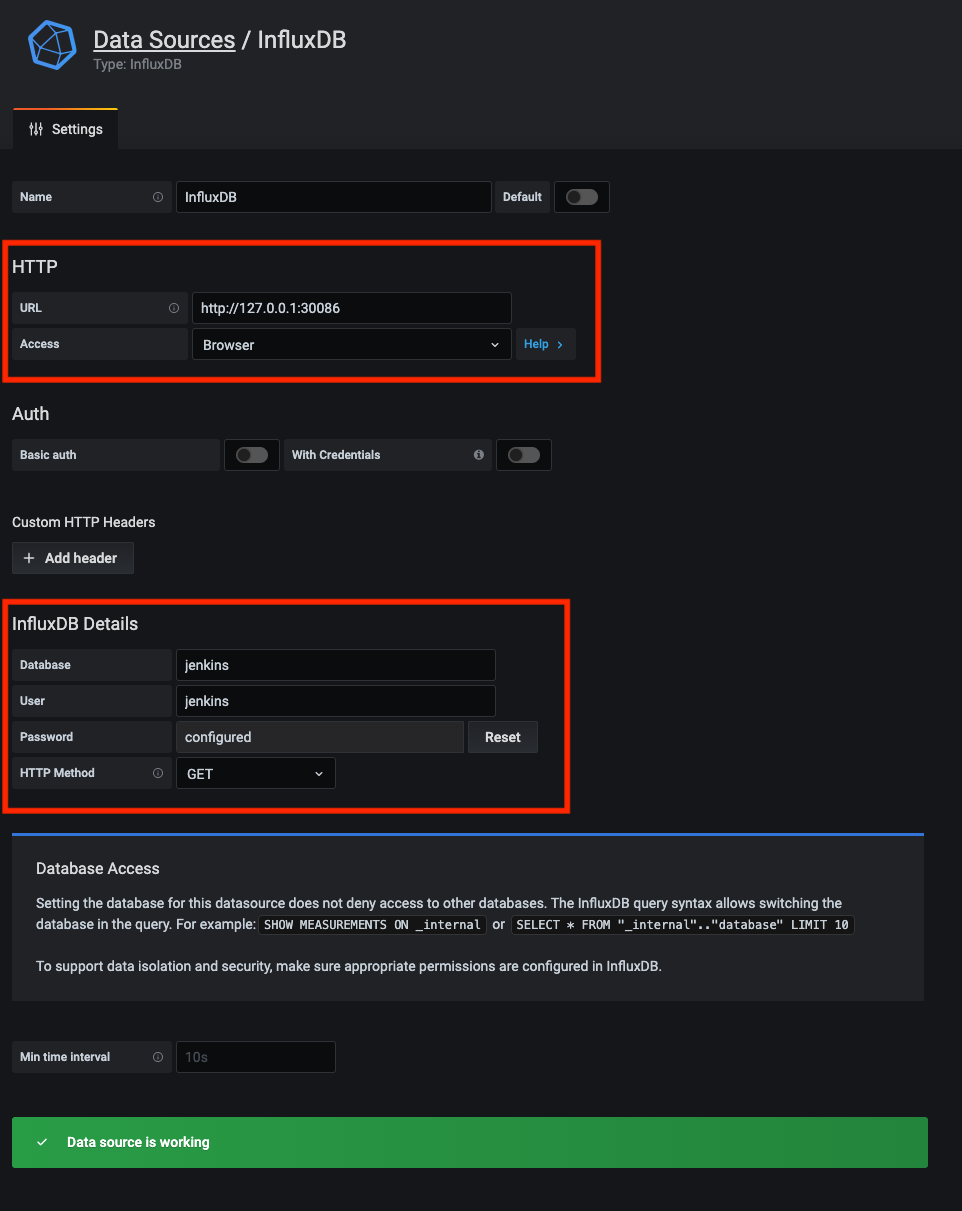 Data Sources / InfluxDB
Type: InfluxDB
Settings
Name InfluxDB Default
HTTP
URL http://127.0.0.1:30086
Access Browser Help >
Auth
Basic auth With Credentials
Custom HTTP Headers
+ Add header
InfluxDB Details
Database jenkins
User jenkins
Password configured Reset
HTTP Method GET
Database Access
Setting the database for this datasource does not deny access to other databases. The InfluxDB query syntax allows switching the
database in the query. For example: SHOW MEASUREMENTS ON _internal or SELECT * FROM "_internal".."database" LIMIT 10
To support data isolation and security, make sure appropriate permissions are configured in InfluxDB.
Min time interval 10s
Data source is working